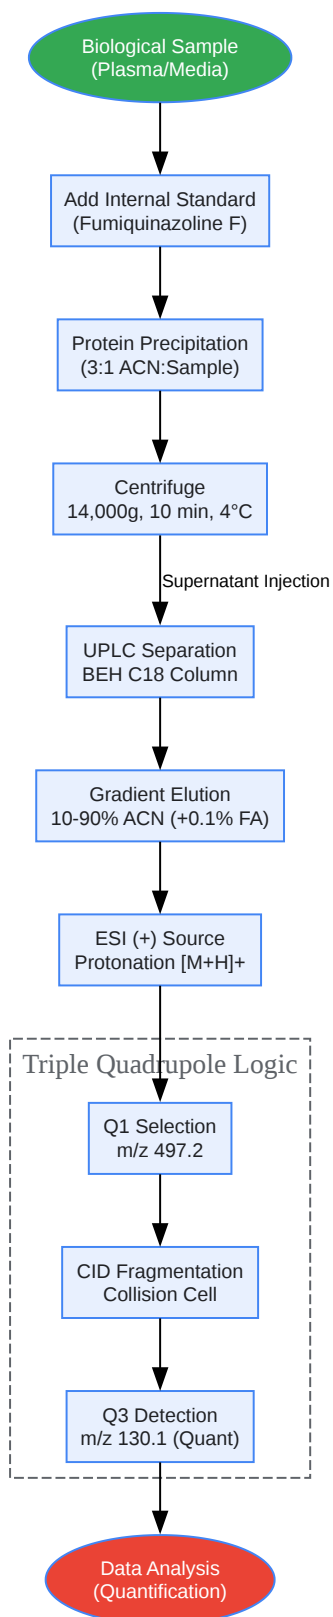 Biological Sample
(Plasma/Media)
Add Internal Standard
(Fumiquinazoline F)
Protein Precipitation
(3:1 ACN:Sample)
Centrifuge
14,000g, 10 min, 4°C
Supernatant Injection
UPLC Separation
BEH C18 Column
Gradient Elution
10-90% ACN (+0.1% FA)
ESI (+) Source
Protonation [M+H]+
Triple Quadrupole Logic
Q1 Selection
m/z 497.2
CID Fragmentation
Collision Cell
Q3 Detection
m/z 130.1 (Quant)
Data Analysis
(Quantification)